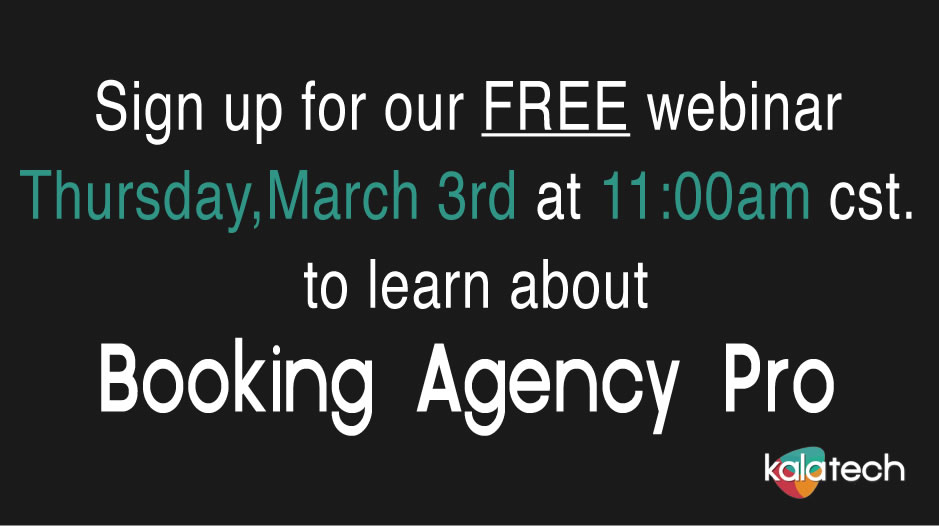 Sign up for our FREE webinar
Thursday,March 3rd at 11:00am cst.
to learn about
Booking Agency Pro
kalatech